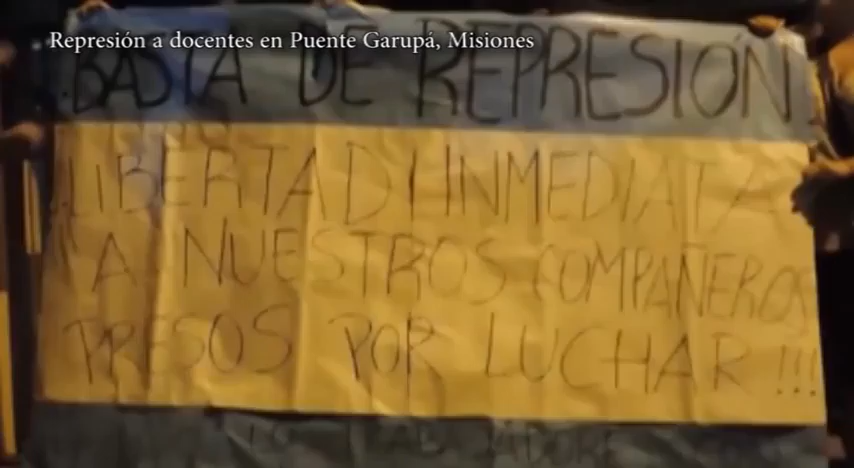 Represión a docentes en Puente Garupá, Misiones
BASTA DE REPRESIÓN
LIBERTAD INMEDIATA
A NUESTROS COMPAÑEROS
PRESOS POR LUCHAR !!!